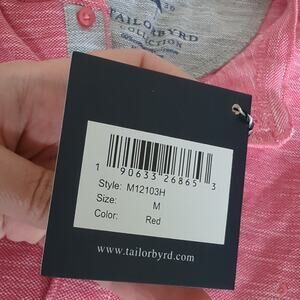 TAILORBYRD
COLLECTION
1 90633 26865 3
Style: M12103H
Size: M
Color: Red
www.tailorbyrd.com